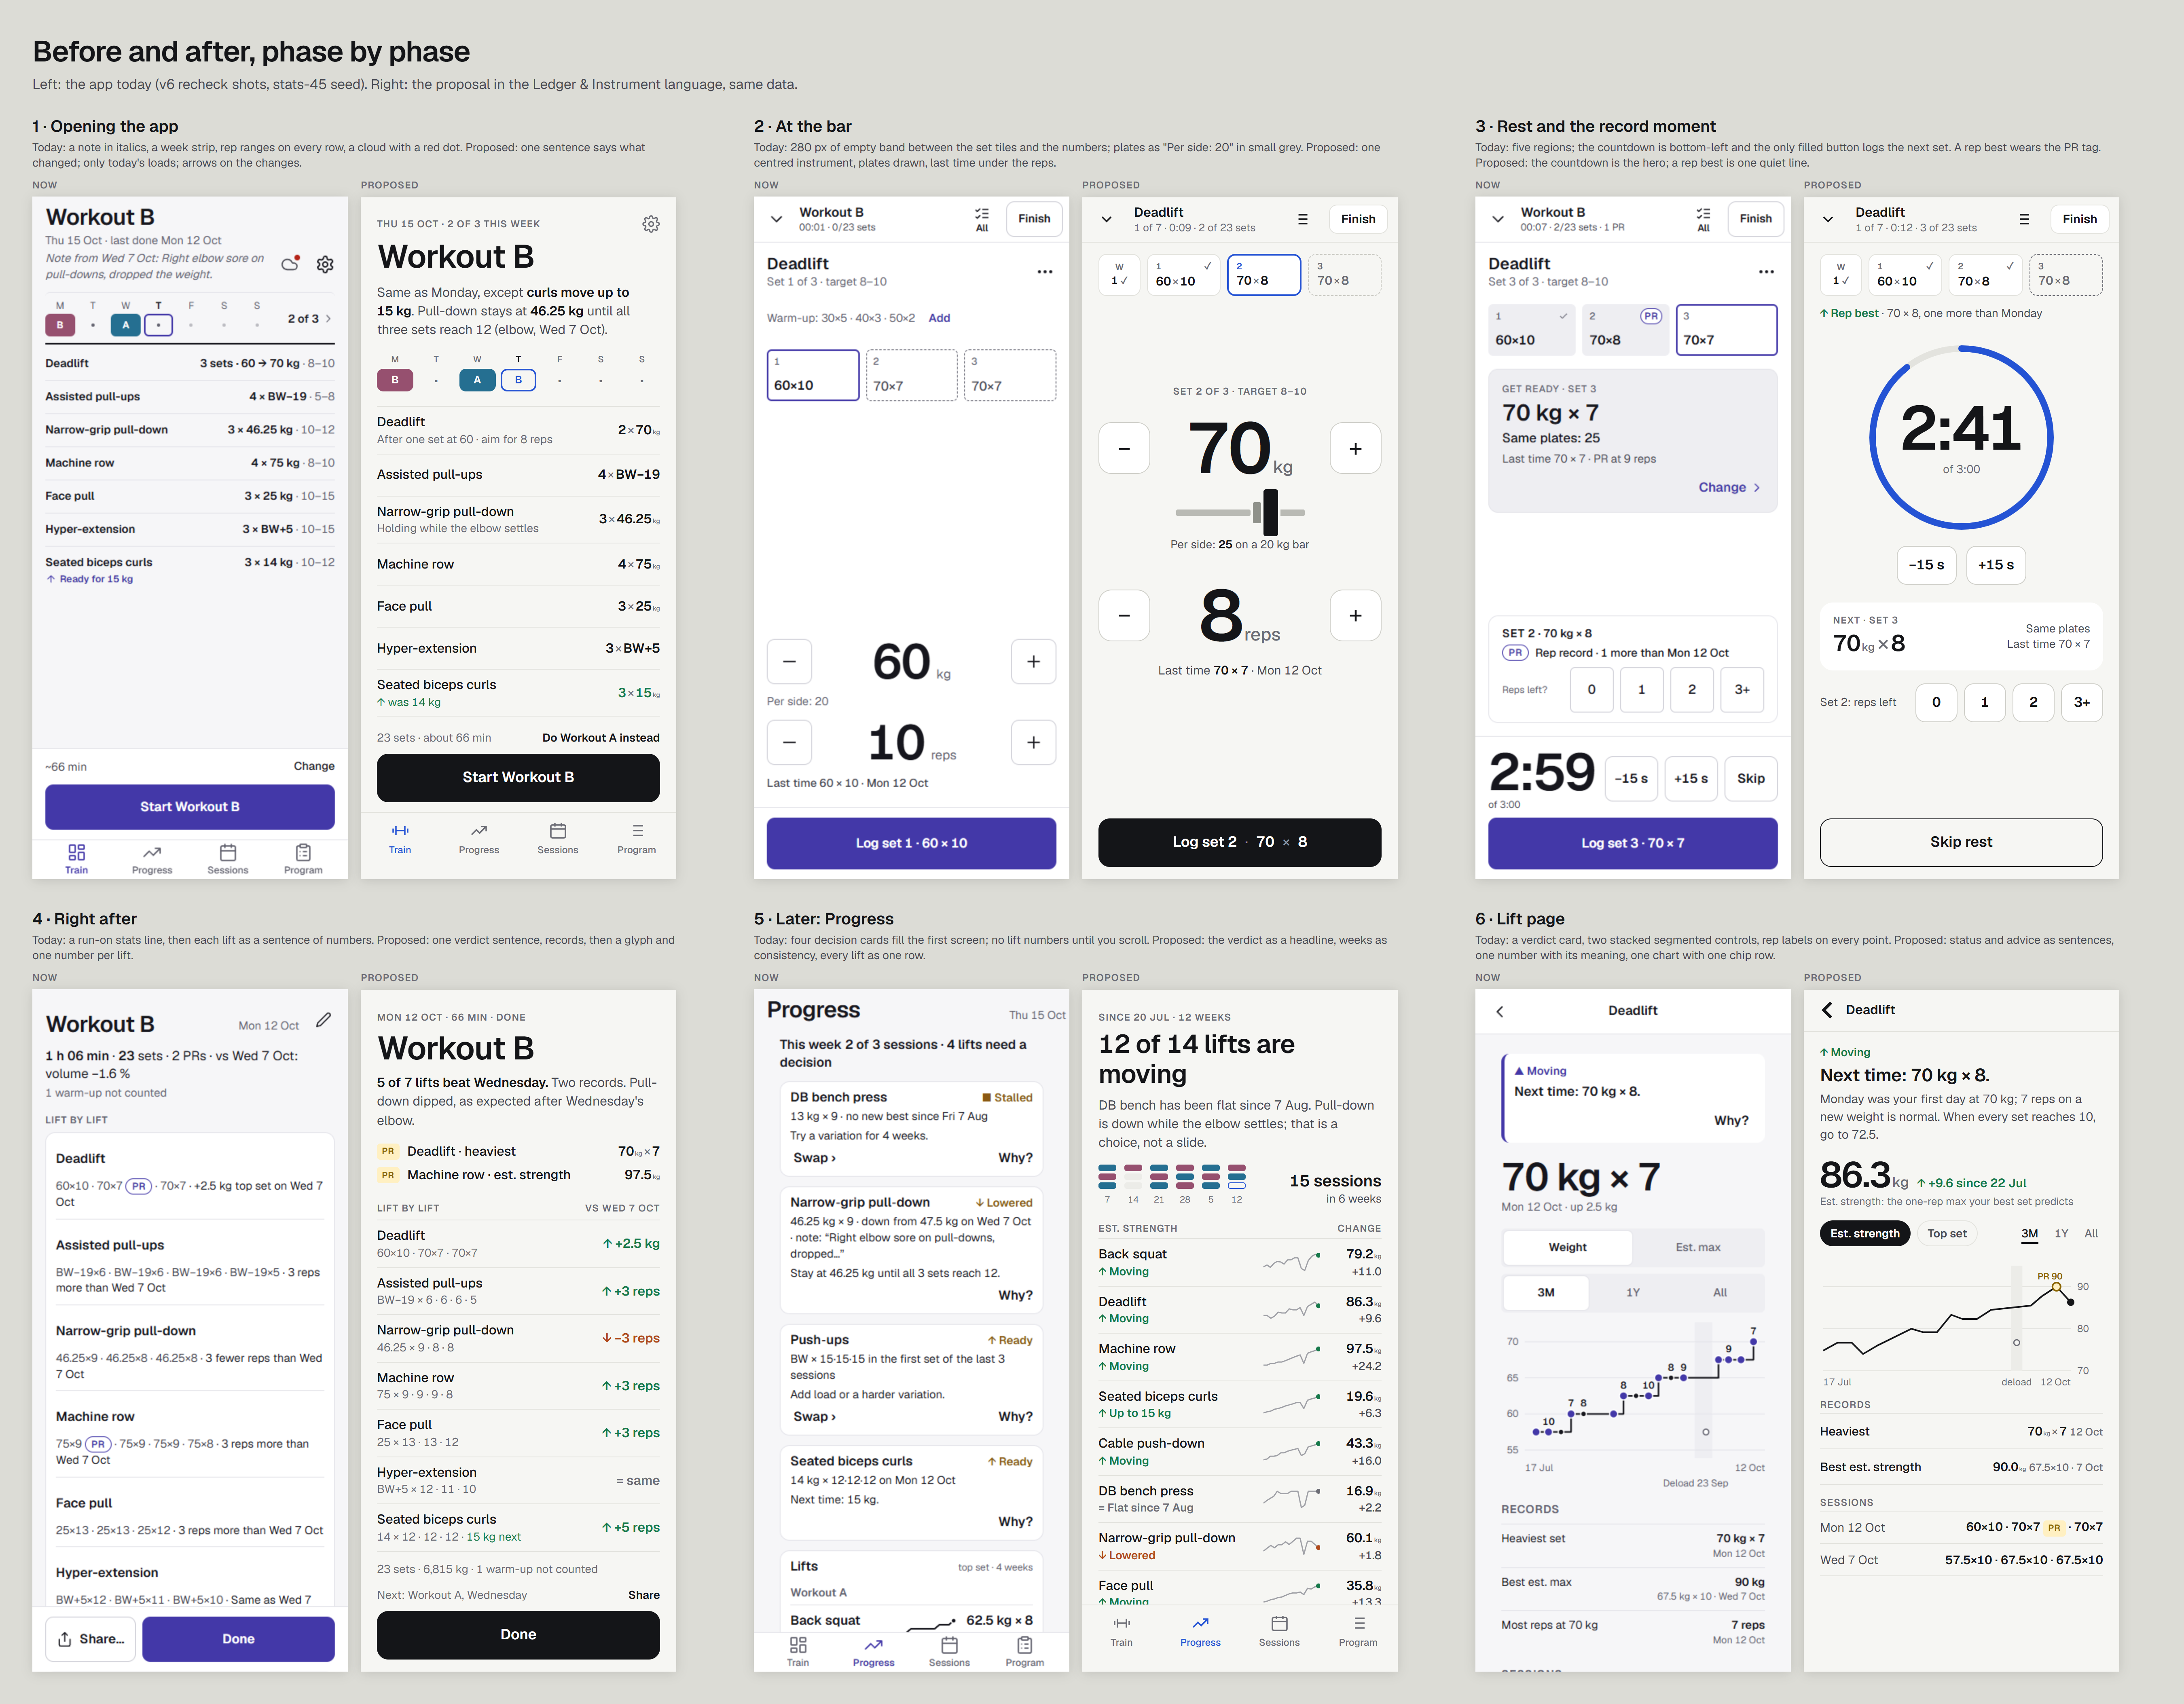 Before and after, phase by phase
Left: the app today (v6 recheck shots, stats-45 seed). Right: the proposal in the Ledger & Instrument language, same data.
1 · Opening the app
Today: a note in italics, a week strip, rep ranges on every row, a cloud with a red dot. Proposed: one sentence says what
changed; only today's loads; arrows on the changes.
NOW
Workout B
Thu 15 Oct · last done Mon 12 Oct
Note from Wed 7 Oct: Right elbow sore on
pull-downs, dropped the weight.
M T W T F S S
B · A · · · · 2 of 3 >
Deadlift 3 sets · 60 → 70 kg · 8–10
Assisted pull-ups 4 × BW–19 · 5–8
Narrow-grip pull-down 3 × 46.25 kg · 10–12
Machine row 4 × 75 kg · 8–10
Face pull 3 × 25 kg · 10–15
Hyper-extension 3 × BW+5 · 10–15
Seated biceps curls 3 × 14 kg · 10–12
↑ Ready for 15 kg
~66 min Change
Start Workout B
Train Progress Sessions Program
PROPOSED
THU 15 OCT · 2 OF 3 THIS WEEK
Workout B
Same as Monday, except curls move up to
15 kg. Pull-down stays at 46.25 kg until all
three sets reach 12 (elbow, Wed 7 Oct).
M T W T F S S
B · A B · · ·
Deadlift 2×70kg
After one set at 60 · aim for 8 reps
Assisted pull-ups 4×BW–19
Narrow-grip pull-down 3×46.25kg
Holding while the elbow settles
Machine row 4×75kg
Face pull 3×25kg
Hyper-extension 3×BW+5
Seated biceps curls 3×15kg
↑ was 14 kg
23 sets · about 66 min Do Workout A instead
Start Workout B
Train Progress Sessions Program
2 · At the bar
Today: 280 px of empty band between the set tiles and the numbers; plates as "Per side: 20" in small grey. Proposed: one
centred instrument, plates drawn, last time under the reps.
NOW
Workout B
00:01 · 0/23 sets
All
Finish
Deadlift
Set 1 of 3 · target 8–10
Warm-up: 30×5 · 40×3 · 50×2 Add
1 2 3
60×10 70×7 70×7
− 60 kg +
Per side: 20
− 10 reps +
Last time 60 × 10 · Mon 12 Oct
Log set 1 · 60 × 10
PROPOSED
Deadlift
1 of 7 · 0:09 · 2 of 23 sets
Finish
W 1 ✓ 2 3
1 ✓ 60×10 70×8 70×8
SET 2 OF 3 · TARGET 8–10
− 70 kg +
Per side: 25 on a 20 kg bar
− 8 reps +
Last time 70 × 7 · Mon 12 Oct
Log set 2 · 70 × 8
3 · Rest and the record moment
Today: five regions; the countdown is bottom-left and the only filled button logs the next set. A rep best wears the PR tag.
Proposed: the countdown is the hero; a rep best is one quiet line.
NOW
Workout B
00:07 · 2/23 sets · 1 PR
All
Finish
Deadlift
Set 3 of 3 · target 8–10
1 ✓ 2 PR 3
60×10 70×8 70×7
GET READY · SET 3
70 kg × 7
Same plates: 25
Last time 70 × 7 · PR at 9 reps
Change >
SET 2 · 70 kg × 8
PR Rep record · 1 more than Mon 12 Oct
Reps left? 0 1 2 3+
2:59 −15 s +15 s Skip
of 3:00
Log set 3 · 70 × 7
PROPOSED
Deadlift
1 of 7 · 0:12 · 3 of 23 sets
Finish
W 1 ✓ 2 ✓ 3
1 ✓ 60×10 70×8 70×8
↑ Rep best · 70 × 8, one more than Monday
2:41
of 3:00
−15 s +15 s
NEXT · SET 3
70kg × 8
Same plates
Last time 70 × 7
Set 2: reps left 0 1 2 3+
Skip rest
4 · Right after
Today: a run-on stats line, then each lift as a sentence of numbers. Proposed: one verdict sentence, records, then a glyph and
one number per lift.
NOW
Workout B Mon 12 Oct
1 h 06 min · 23 sets · 2 PRs · vs Wed 7 Oct:
volume −1.6 %
1 warm-up not counted
LIFT BY LIFT
Deadlift
60×10 · 70×7 PR · 70×7 · +2.5 kg top set on Wed 7
Oct
Assisted pull-ups
BW−19×6 · BW−19×6 · BW−19×6 · BW−19×5 · 3 reps
more than Wed 7 Oct
Narrow-grip pull-down
46.25×9 · 46.25×8 · 46.25×8 · 3 fewer reps than Wed
7 Oct
Machine row
75×9 PR · 75×9 · 75×9 · 75×8 · 3 reps more than
Wed 7 Oct
Face pull
25×13 · 25×13 · 25×12 · 3 reps more than Wed 7 Oct
Hyper-extension
BW+5×12 · BW+5×11 · BW+5×10 · Same as Wed 7
Share... Done
PROPOSED
MON 12 OCT · 66 MIN · DONE
Workout B
5 of 7 lifts beat Wednesday. Two records. Pull-
down dipped, as expected after Wednesday's
elbow.
PR Deadlift · heaviest 70kg×7
PR Machine row · est. strength 97.5kg
LIFT BY LIFT VS WED 7 OCT
Deadlift ↑ +2.5 kg
60×10 · 70×7 · 70×7
Assisted pull-ups ↑ +3 reps
BW−19 × 6 · 6 · 6 · 5
Narrow-grip pull-down ↓ −3 reps
46.25 × 9 · 8 · 8
Machine row ↑ +3 reps
75 × 9 · 9 · 9 · 8
Face pull ↑ +3 reps
25 × 13 · 13 · 12
Hyper-extension = same
BW+5 × 12 · 11 · 10
Seated biceps curls ↑ +5 reps
14 × 12 · 12 · 12 · 15 kg next
23 sets · 6,815 kg · 1 warm-up not counted
Next: Workout A, Wednesday Share
Done
5 · Later: Progress
Today: four decision cards fill the first screen; no lift numbers until you scroll. Proposed: the verdict as a headline, weeks as
consistency, every lift as one row.
NOW
Progress Thu 15 Oct
This week 2 of 3 sessions · 4 lifts need a
decision
DB bench press ■ Stalled
13 kg × 9 · no new best since Fri 7 Aug
Try a variation for 4 weeks.
Swap › Why?
Narrow-grip pull-down ↓ Lowered
46.25 kg × 9 · down from 47.5 kg on Wed 7 Oct
· note: "Right elbow sore on pull-downs,
dropped…"
Stay at 46.25 kg until all 3 sets reach 12.
Why?
Push-ups ↑ Ready
BW × 15·15·15 in the first set of the last 3
sessions
Add load or a harder variation.
Swap › Why?
Seated biceps curls ↑ Ready
14 kg × 12·12·12 on Mon 12 Oct
Next time: 15 kg.
Why?
Lifts top set · 4 weeks
Workout A
Back squat 62.5 kg × 8
Train Progress Sessions Program
PROPOSED
SINCE 20 JUL · 12 WEEKS
12 of 14 lifts are
moving
DB bench has been flat since 7 Aug. Pull-down
is down while the elbow settles; that is a
choice, not a slide.
7 14 21 28 5 12
15 sessions
in 6 weeks
EST. STRENGTH CHANGE
Back squat 79.2kg
↑ Moving +11.0
Deadlift 86.3kg
↑ Moving +9.6
Machine row 97.5kg
↑ Moving +24.2
Seated biceps curls 19.6kg
↑ Up to 15 kg +6.3
Cable push-down 43.3kg
↑ Moving +16.0
DB bench press 16.9kg
= Flat since 7 Aug +2.2
Narrow-grip pull-down 60.1kg
↓ Lowered +1.8
Face pull 35.8kg
↑ Moving +13.3
Train Progress Sessions Program
6 · Lift page
Today: a verdict card, two stacked segmented controls, rep labels on every point. Proposed: status and advice as sentences,
one number with its meaning, one chart with one chip row.
NOW
Deadlift
▲ Moving
Next time: 70 kg × 8.
Why?
70 kg × 7
Mon 12 Oct · up 2.5 kg
Weight Est. max
3M 1Y All
70 65 60 55
10 7 8 8 10 8 9 9 7
17 Jul 12 Oct
Deload 23 Sep
RECORDS
Heaviest set 70 kg × 7
Mon 12 Oct
Best est. max 90 kg
67.5 kg × 10 · Wed 7 Oct
Most reps at 70 kg 7 reps
Mon 12 Oct
PROPOSED
Deadlift
↑ Moving
Next time: 70 kg × 8.
Monday was your first day at 70 kg; 7 reps on a
new weight is normal. When every set reaches 10,
go to 72.5.
86.3kg ↑ +9.6 since 22 Jul
Est. strength: the one-rep max your best set predicts
Est. strength Top set 3M 1Y All
PR 90
90
80
70
17 Jul deload 12 Oct
RECORDS
Heaviest 70kg×7 12 Oct
Best est. strength 90.0kg 67.5×10 · 7 Oct
SESSIONS
Mon 12 Oct 60×10 · 70×7 PR · 70×7
Wed 7 Oct 57.5×10 · 67.5×10 · 67.5×10